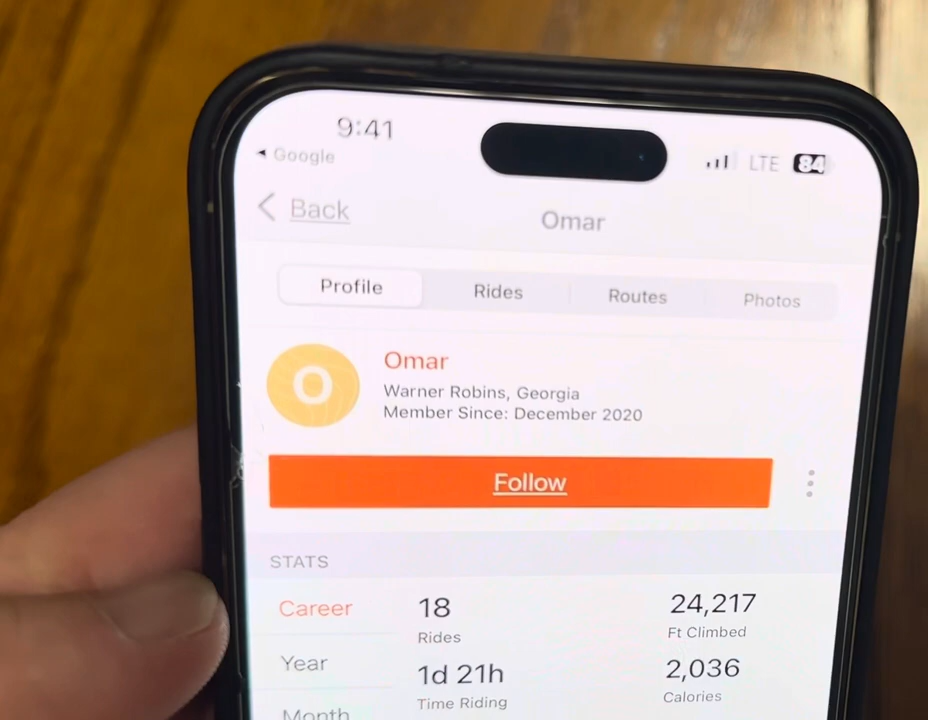 9:41
◂ Google
LTE 84
Back
Omar
Profile Rides Routes Photos
O
Omar
Warner Robins, Georgia
Member Since: December 2020
Follow
STATS
Career
18
24,217
Rides
Ft Climbed
Year
1d 21h
2,036
Time Riding
Calories
Month